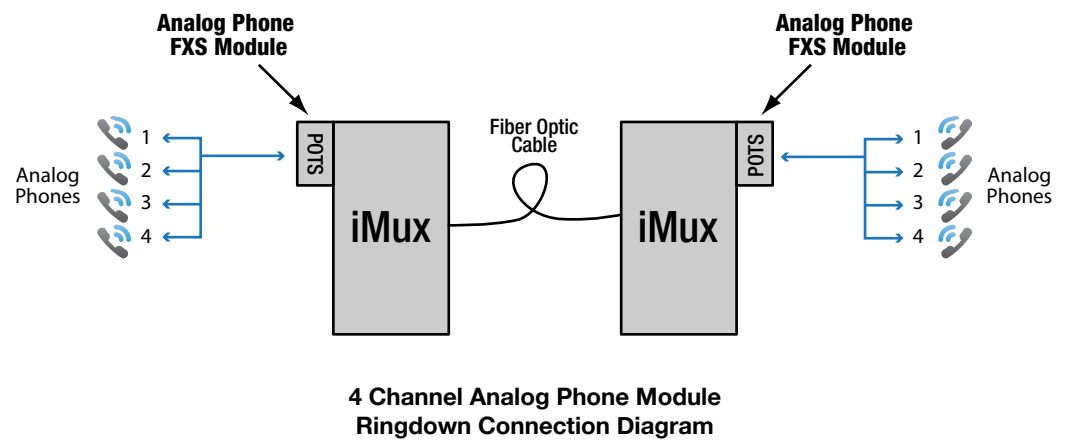 Analog Phone
FXS Module
Analog Phone
FXS Module
Analog
Phones
1
2
3
4
POTS
iMux
Fiber Optic
Cable
iMux
POTS
1
2
3
4
Analog
Phones
4 Channel Analog Phone Module
Ringdown Connection Diagram